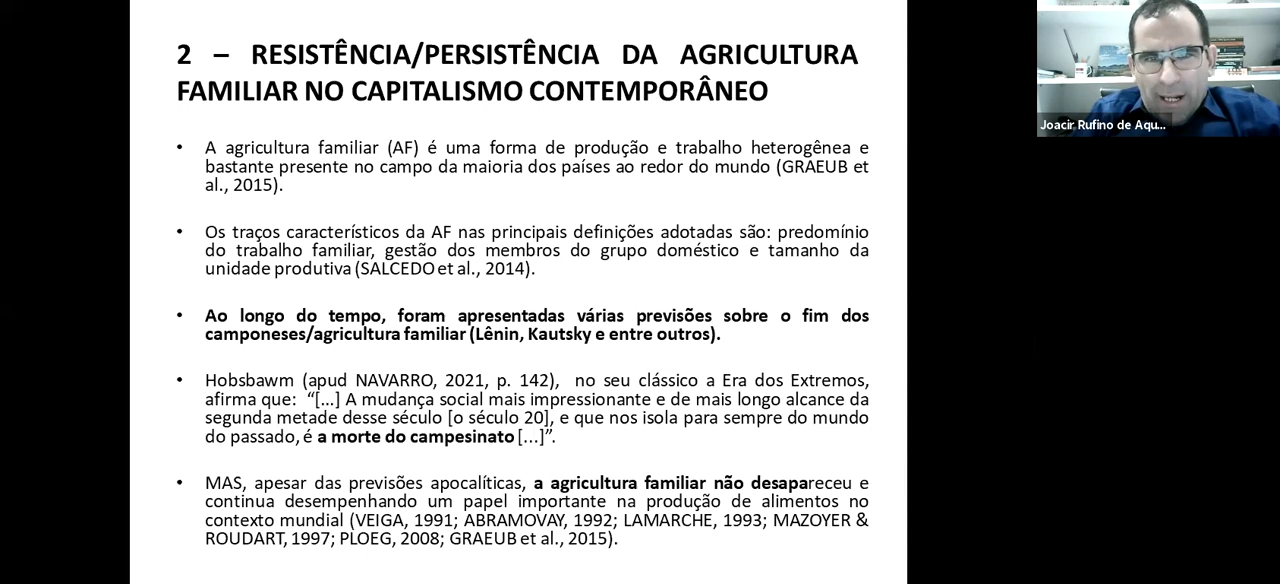 2 – RESISTÊNCIA/PERSISTÊNCIA DA AGRICULTURA
FAMILIAR NO CAPITALISMO CONTEMPORÂNEO
• A agricultura familiar (AF) é uma forma de produção e trabalho heterogênea e
bastante presente no campo da maioria dos países ao redor do mundo (GRAEUB et
al., 2015).
• Os traços característicos da AF nas principais definições adotadas são: predomínio
do trabalho familiar, gestão dos membros do grupo doméstico e tamanho da
unidade produtiva (SALCEDO et al., 2014).
• Ao longo do tempo, foram apresentadas várias previsões sobre o fim dos
camponeses/agricultura familiar (Lênin, Kautsky e entre outros).
• Hobsbawm (apud NAVARRO, 2021, p. 142), no seu clássico a Era dos Extremos,
afirma que: “[...] A mudança social mais impressionante e de mais longo alcance da
segunda metade desse século [o século 20], e que nos isola para sempre do mundo
do passado, é a morte do campesinato [...]”.
• MAS, apesar das previsões apocalíticas, a agricultura familiar não desapareceu e
continua desempenhando um papel importante na produção de alimentos no
contexto mundial (VEIGA, 1991; ABRAMOVAY, 1992; LAMARCHE, 1993; MAZOYER &
ROUDART, 1997; PLOEG, 2008; GRAEUB et al., 2015).
Joacir Rufino de Aqu...